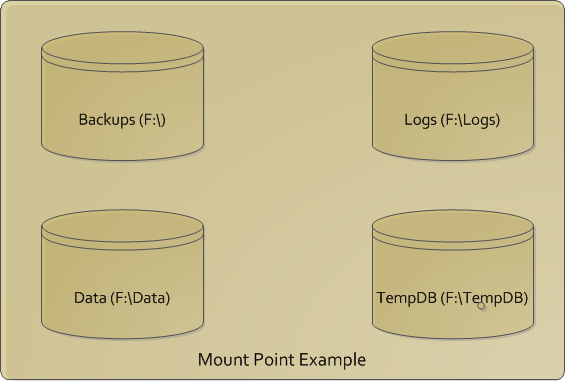 Backups (F:\)
Logs (F:\Logs)
Data (F:\Data)
TempDB (F:\TempDB)
Mount Point Example